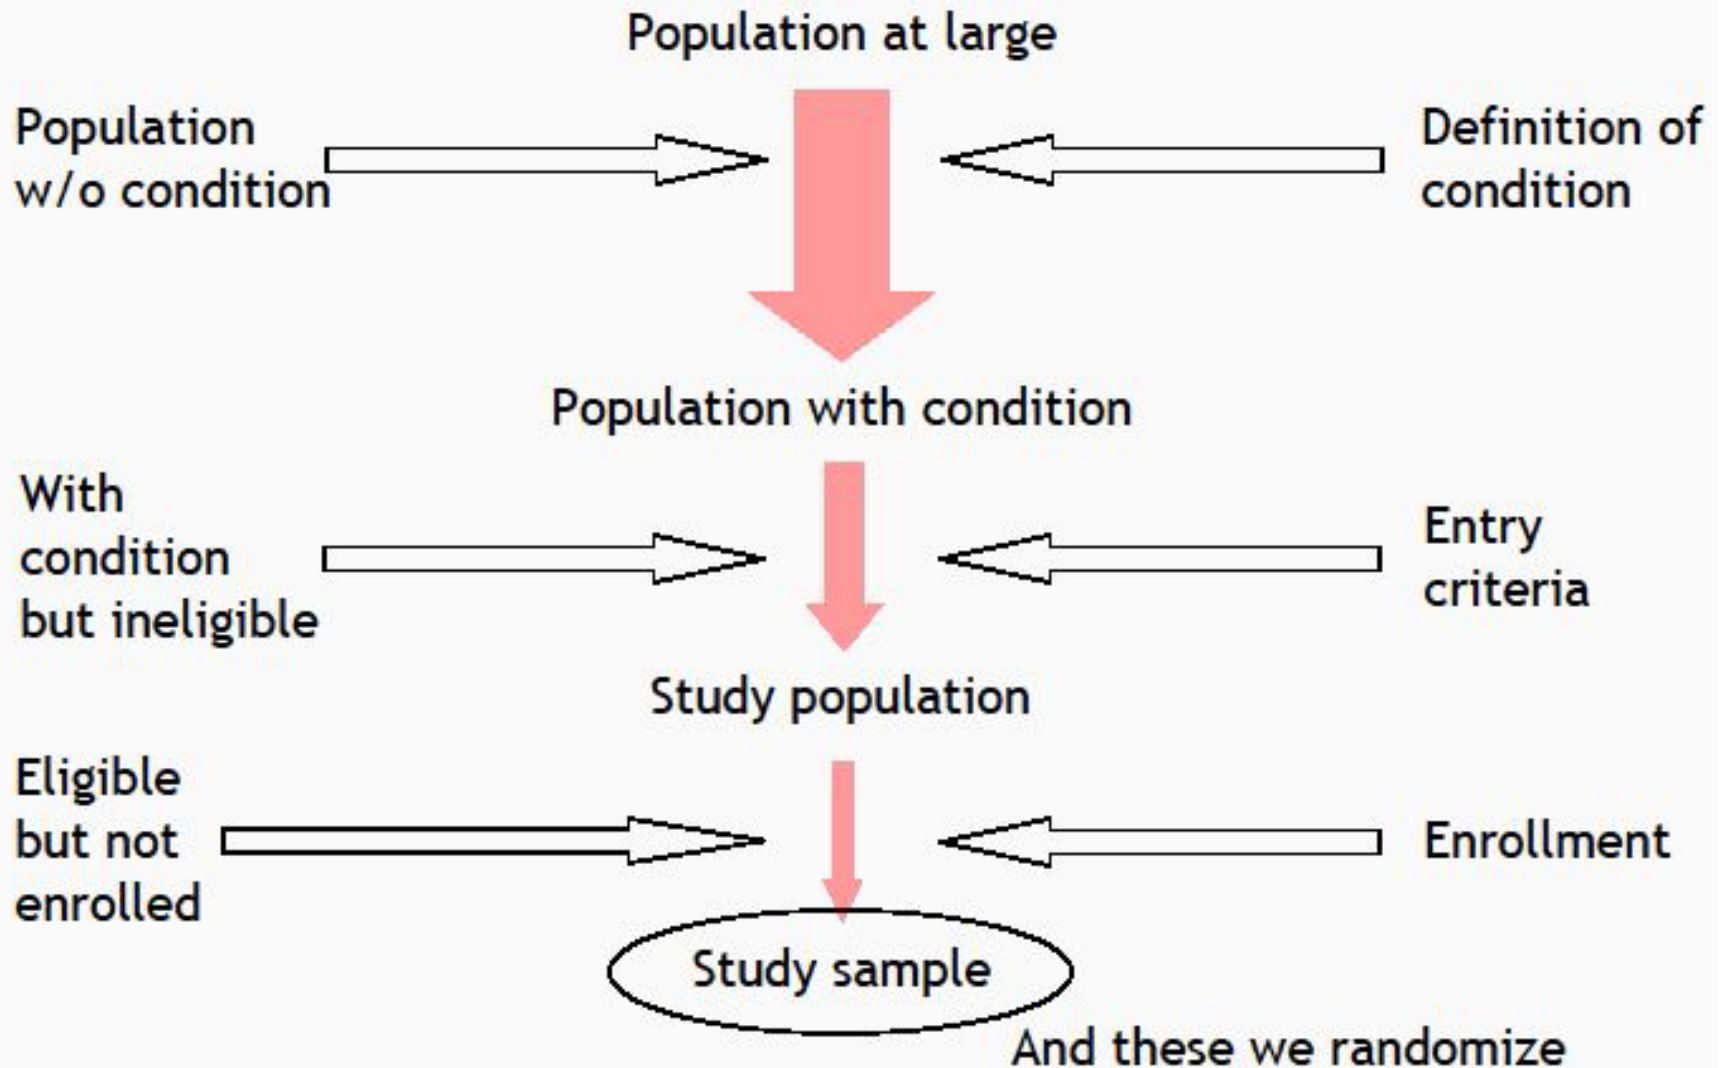 Population at large
Population
w/o condition
Definition of
condition
Population with condition
With
condition
but ineligible
Entry
criteria
Study population
Eligible
but not
enrolled
Enrollment
Study sample
And these we randomize